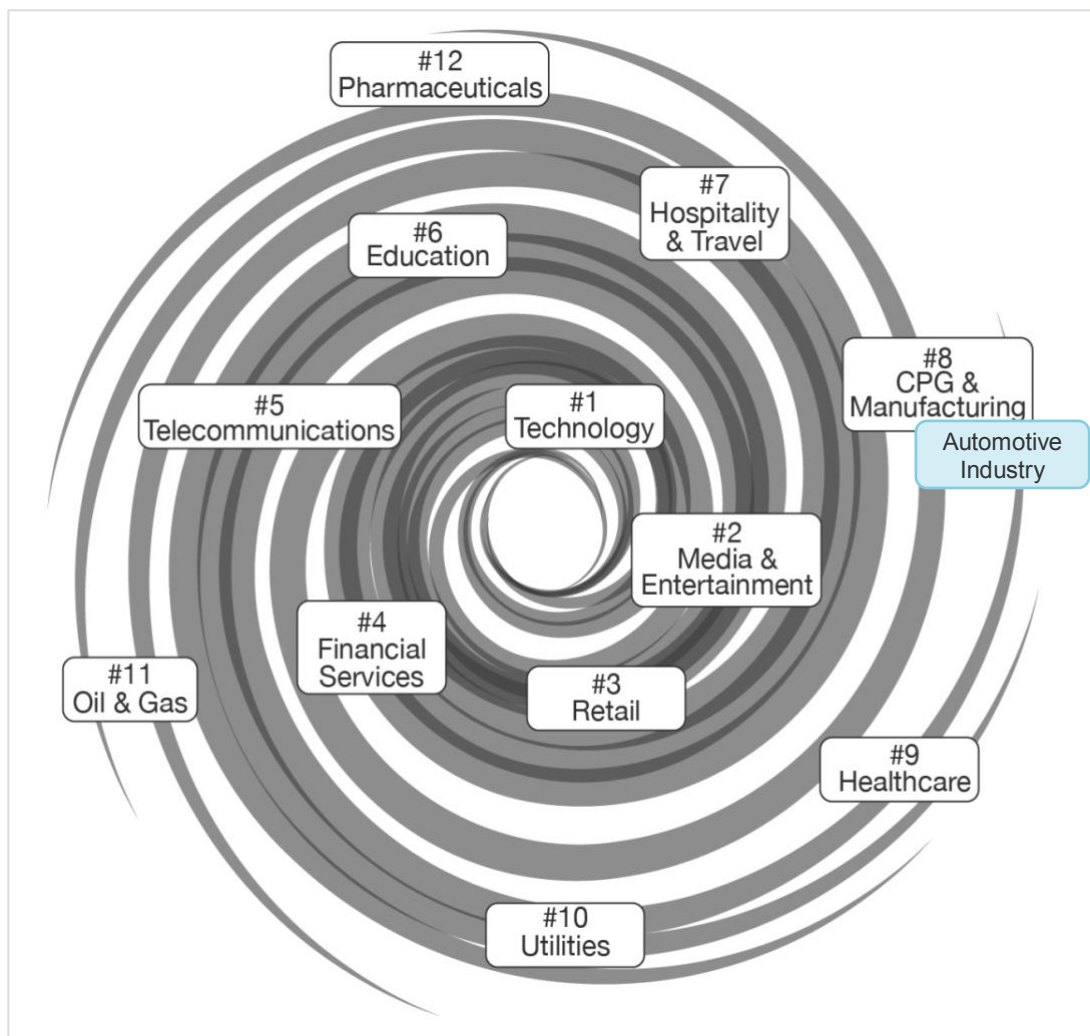 #12
Pharmaceuticals
#7
Hospitality
& Travel
#6
Education
#8
CPG &
Manufacturing
#5
Telecommunications
#1
Technology
Automotive
Industry
#2
Media &
Entertainment
#4
Financial
Services
#11
Oil & Gas
#3
Retail
#9
Healthcare
#10
Utilities